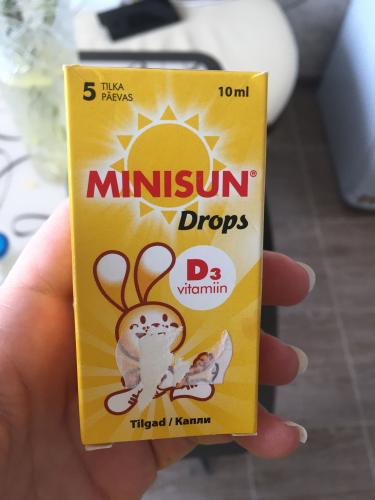 5 TILKA
PÄEVAS
10ml
MINISUN®
Drops
D3
vitamiin
Tilgad / Капли